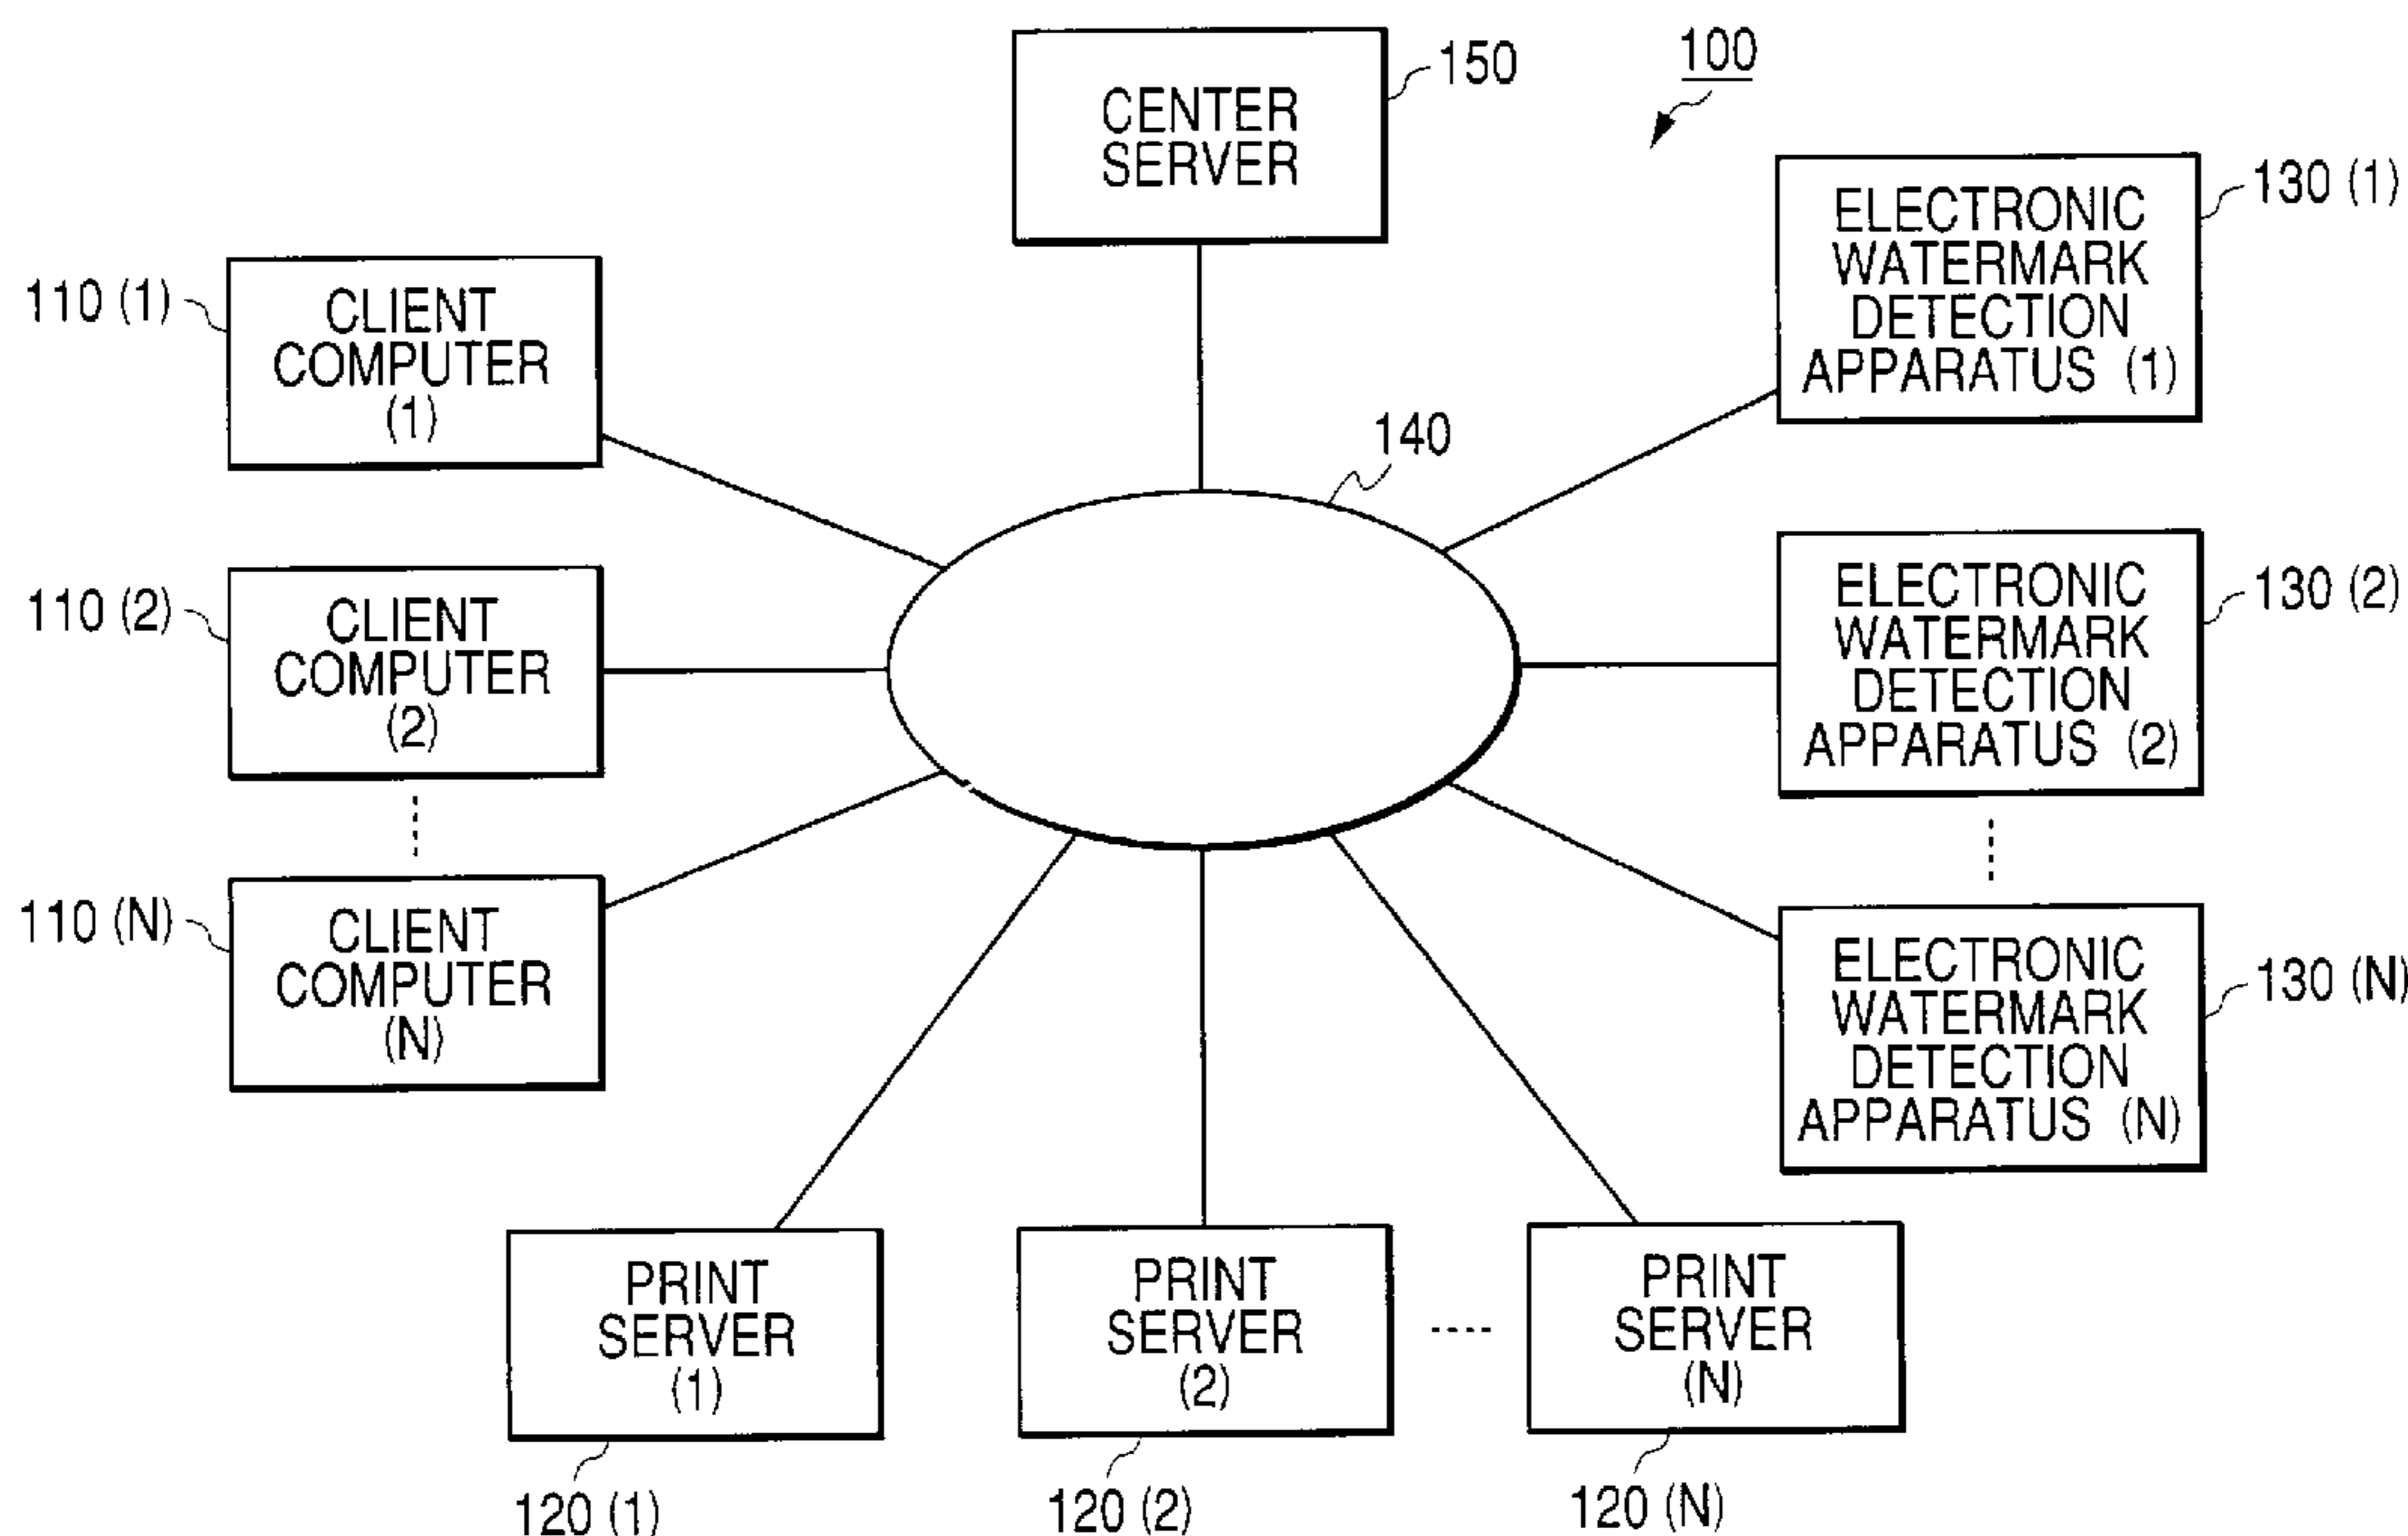 100
CENTER
SERVER
150
ELECTRONIC
WATERMARK
DETECTION
APPARATUS (1)
130 (1)
110 (1)
CLIENT
COMPUTER
(1)
140
110 (2)
CLIENT
COMPUTER
(2)
ELECTRONIC
WATERMARK
DETECTION
APPARATUS (2)
130 (2)
110 (N)
CLIENT
COMPUTER
(N)
ELECTRONIC
WATERMARK
DETECTION
APPARATUS (N)
130 (N)
PRINT
SERVER
(1)
120 (1)
PRINT
SERVER
(2)
120 (2)
PRINT
SERVER
(N)
120 (N)